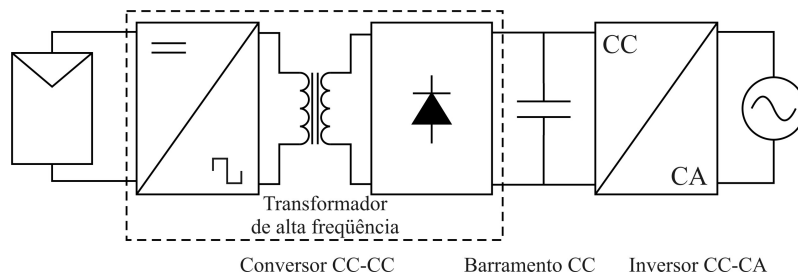 CC
CA
Transformador
de alta freqüência
Conversor CC-CC
Barramento CC
Inversor CC-CA